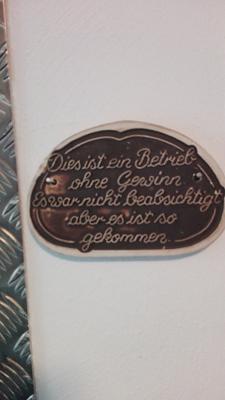 Dies ist ein Betrieb
ohne Gewinn
Es war nicht beabsichtigt
aber es ist so
gekommen